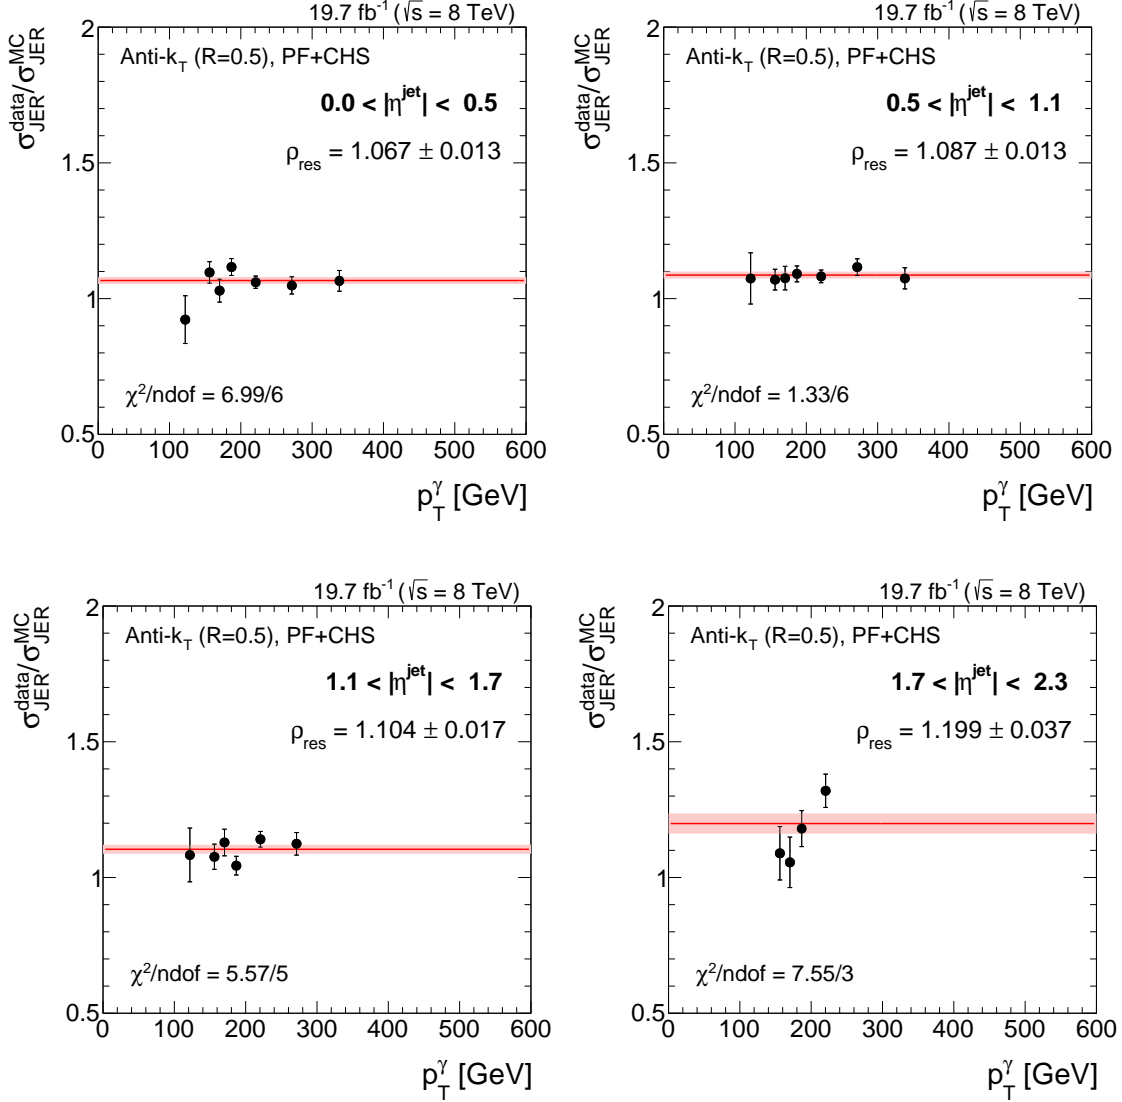 19.7 fb⁻¹ (√s = 8 TeV)
σ_JER^data/σ_JER^MC
2
1.5
1
0.5
Anti-k_T (R=0.5), PF+CHS
0.0 < |η^jet| < 0.5
ρ_res = 1.067 ± 0.013
χ²/ndof = 6.99/6
0 100 200 300 400 500 600
p_T^γ [GeV]
19.7 fb⁻¹ (√s = 8 TeV)
σ_JER^data/σ_JER^MC
2
1.5
1
0.5
Anti-k_T (R=0.5), PF+CHS
0.5 < |η^jet| < 1.1
ρ_res = 1.087 ± 0.013
χ²/ndof = 1.33/6
0 100 200 300 400 500 600
p_T^γ [GeV]
19.7 fb⁻¹ (√s = 8 TeV)
σ_JER^data/σ_JER^MC
2
1.5
1
0.5
Anti-k_T (R=0.5), PF+CHS
1.1 < |η^jet| < 1.7
ρ_res = 1.104 ± 0.017
χ²/ndof = 5.57/5
0 100 200 300 400 500 600
p_T^γ [GeV]
19.7 fb⁻¹ (√s = 8 TeV)
σ_JER^data/σ_JER^MC
2
1.5
1
0.5
Anti-k_T (R=0.5), PF+CHS
1.7 < |η^jet| < 2.3
ρ_res = 1.199 ± 0.037
χ²/ndof = 7.55/3
0 100 200 300 400 500 600
p_T^γ [GeV]